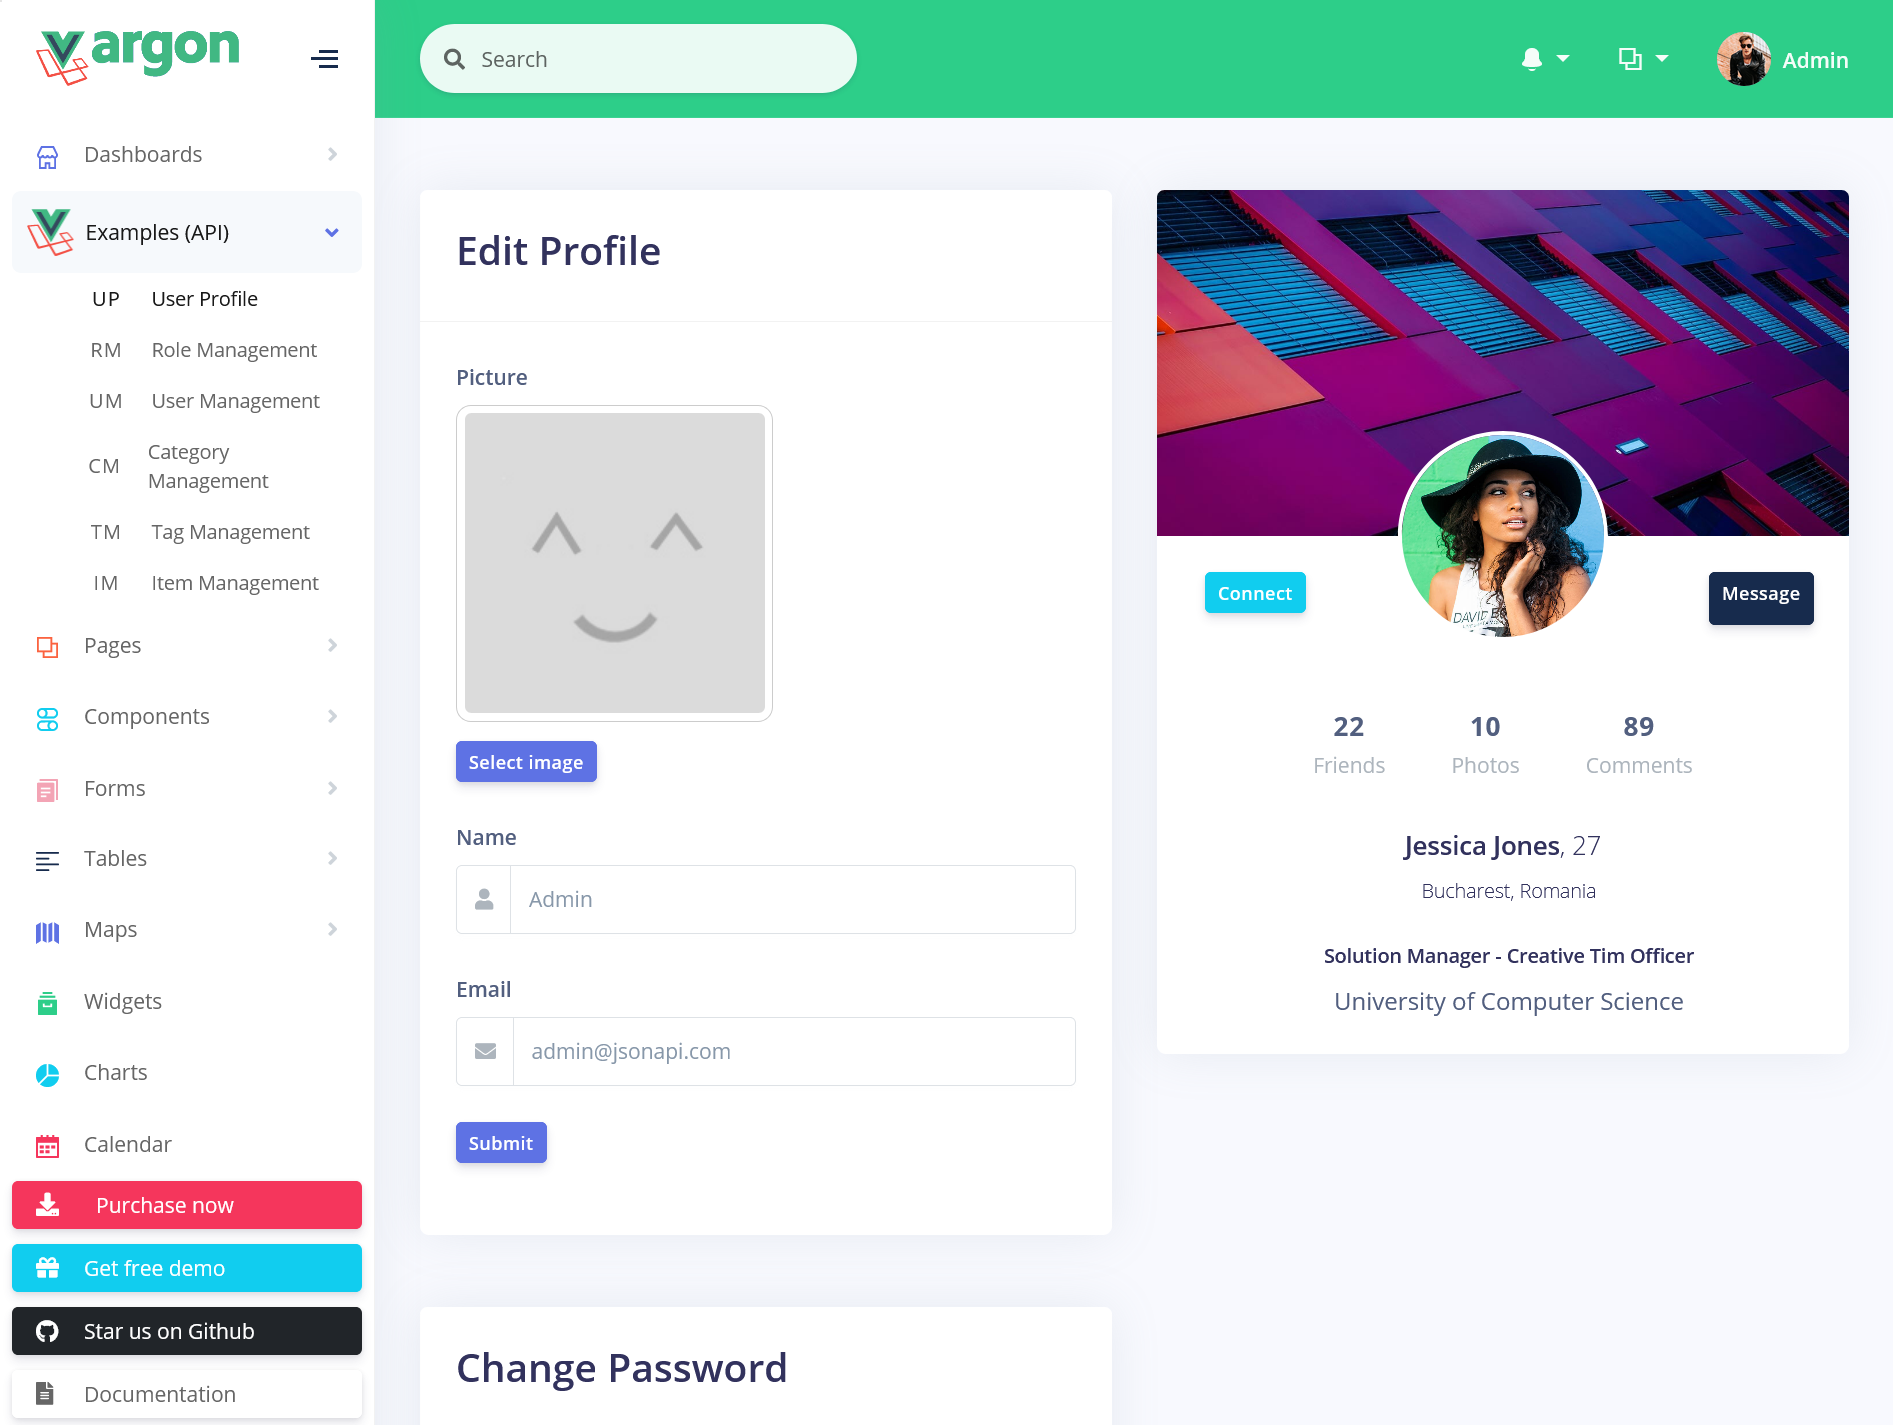 argon
Dashboards
Examples (API)
UP User Profile
RM Role Management
UM User Management
CM Category
Management
TM Tag Management
IM Item Management
Pages
Components
Forms
Tables
Maps
Widgets
Charts
Calendar
Purchase now
Get free demo
Star us on Github
Documentation
Search
Admin
Edit Profile
Picture
Select image
Name
Admin
Email
admin@jsonapi.com
Submit
Change Password
DAVID
Connect
Message
22
Friends
10
Photos
89
Comments
Jessica Jones, 27
Bucharest, Romania
Solution Manager - Creative Tim Officer
University of Computer Science